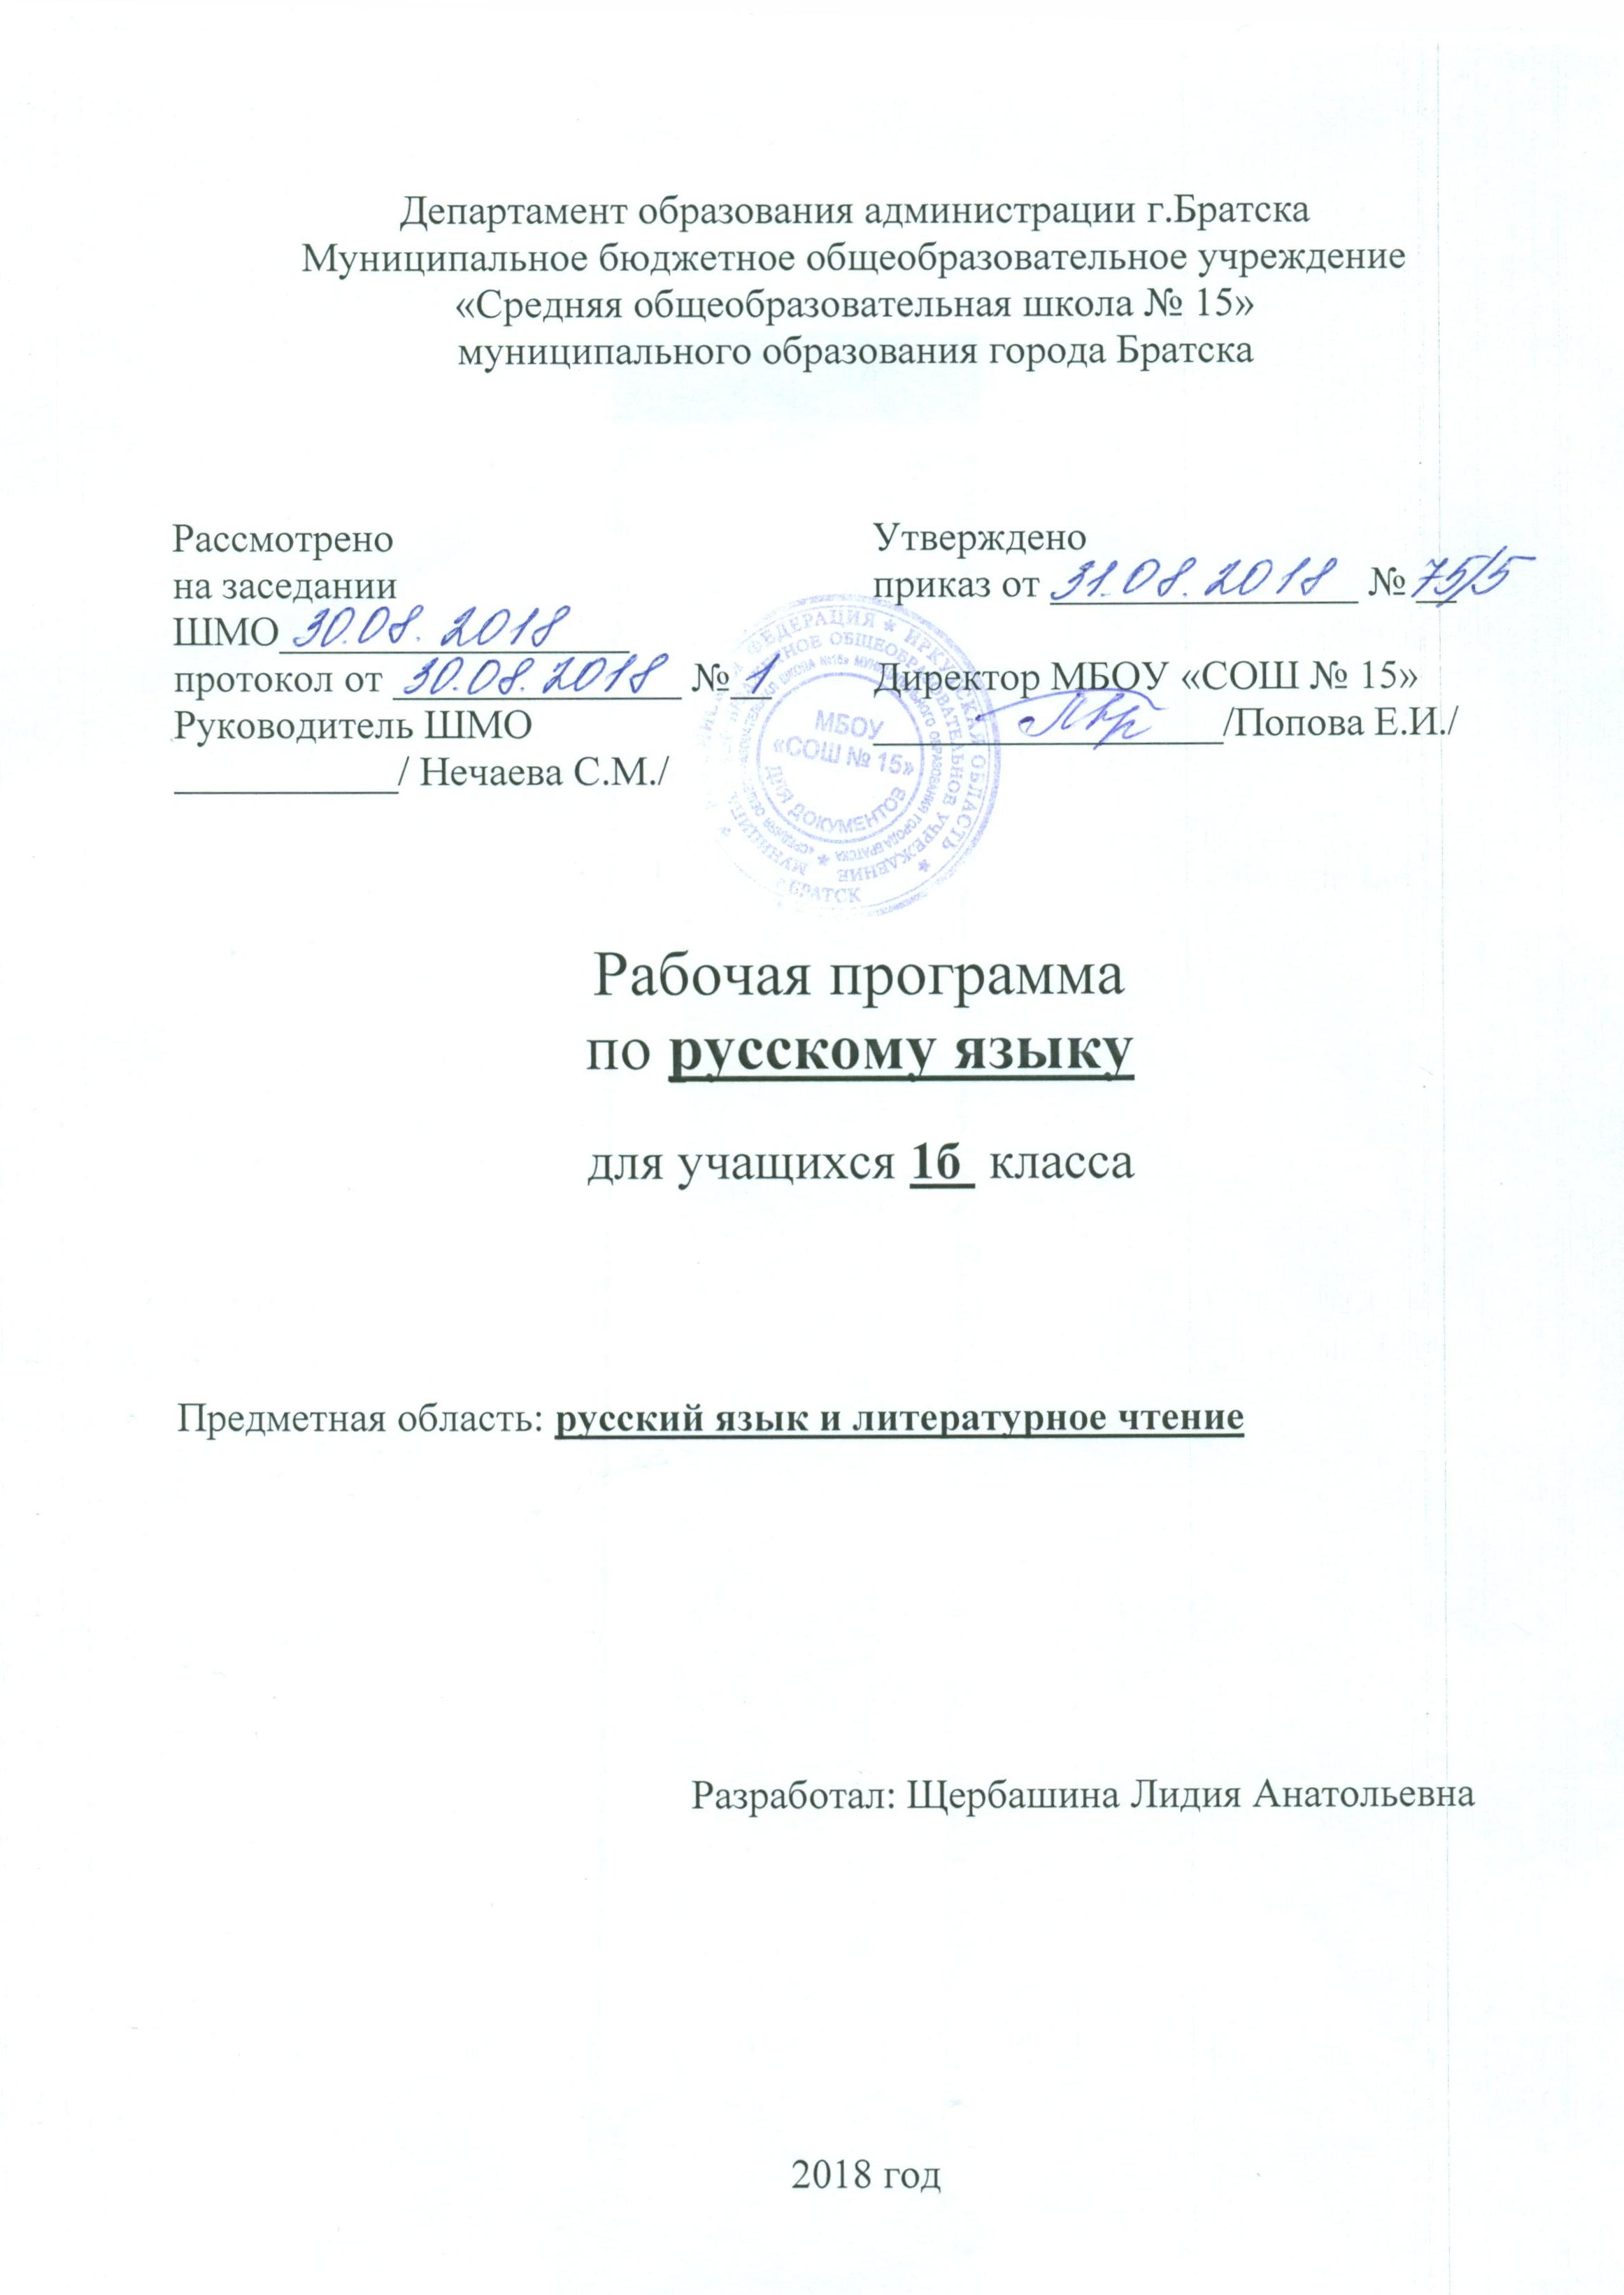 Департамент образования администрации г.Братска
Муниципальное бюджетное общеобразовательное учреждение
«Средняя общеобразовательная школа № 15»
муниципального образования города Братска
Рассмотрено
на заседании
ШМО 30.08.2018
протокол от 30.08.2018 № 1
Руководитель ШМО
___________/ Нечаева С.М./
Утверждено
приказ от 31.08.2018 № 75/5
Директор МБОУ «СОШ № 15»
/Попова Е.И./
ФЕДЕРАЦИЯ * ИРКУТСКАЯ ОБЛАСТЬ *
БРАТСК
МБОУ
«СОШ № 15»
ДЛЯ ДОКУМЕНТОВ
Рабочая программа
по русскому языку
для учащихся 1б класса
Предметная область: русский язык и литературное чтение
Разработал: Щербашина Лидия Анатольевна
2018 год